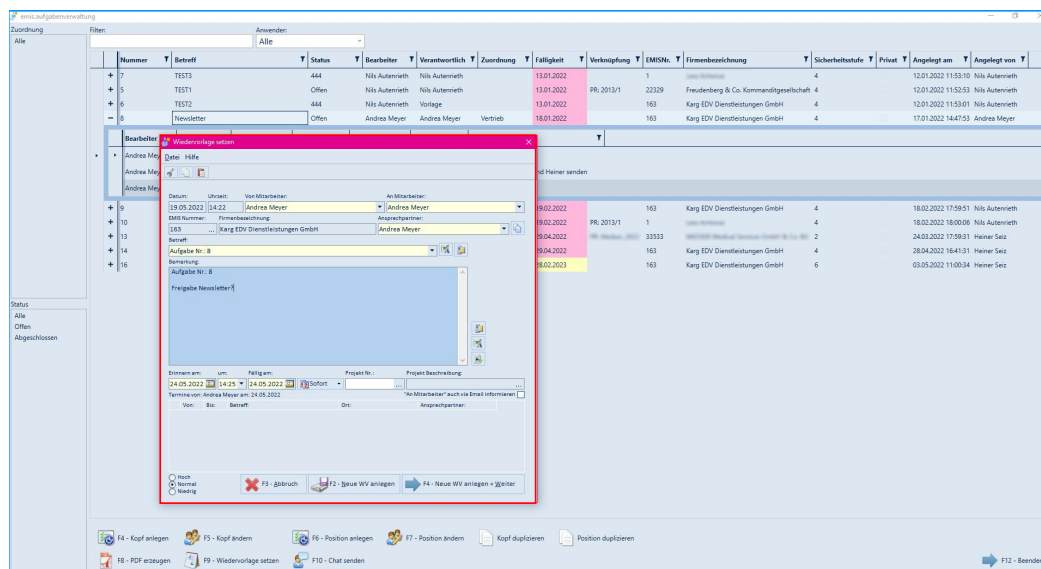 emis.aufgabenverwaltung
Zuordnung Filter: Anwender:
Alle Alle
Nummer Betreff Status Bearbeiter Verantwortlich Zuordnung Fälligkeit Verknüpfung EMISNr. Firmenbezeichnung Sicherheitsstufe Privat Angelegt am Angelegt von
7 TEST3 444 Nils Autenrieth Nils Autenrieth 13.01.2022 1 4 12.01.2022 11:53:10 Nils Autenrieth
5 TEST1 Offen Nils Autenrieth Nils Autenrieth 13.01.2022 PR: 2013/1 22329 Freudenberg & Co. Kommanditgesellschaft 4 12.01.2022 11:52:53 Nils Autenrieth
6 TEST2 444 Nils Autenrieth Vorlage 13.01.2022 163 Karg EDV Dienstleistungen GmbH 4 12.01.2022 11:53:01 Nils Autenrieth
8 Newsletter Offen Andrea Meyer Andrea Meyer Vertrieb 18.01.2022 163 Karg EDV Dienstleistungen GmbH 4 17.01.2022 14:47:53 Andrea Meyer
Bearbeiter
Andrea Mey
Andrea Mey nd Heiner senden
Andrea Mey
9 9.02.2022 163 Karg EDV Dienstleistungen GmbH 4 18.02.2022 17:59:51 Nils Autenrieth
10 9.02.2022 PR: 2013/1 1 4 18.02.2022 18:00:06 Nils Autenrieth
13 9.04.2022 33533 2 24.03.2022 17:59:31 Heiner Seiz
14 9.04.2022 163 Karg EDV Dienstleistungen GmbH 4 28.04.2022 16:41:31 Heiner Seiz
16 28.02.2023 163 Karg EDV Dienstleistungen GmbH 6 03.05.2022 11:00:34 Heiner Seiz
Wiedervorlage setzen
Datei Hilfe
Datum: Uhrzeit: Von Mitarbeiter: An Mitarbeiter:
19.05.2022 14:22 Andrea Meyer Andrea Meyer
EMIS Nummer: Firmenbezeichnung: Ansprechpartner:
163 ... Karg EDV Dienstleistungen GmbH Andrea Meyer
Betreff:
Aufgabe Nr.: 8
Bemerkung:
Aufgabe Nr.: 8
Freigabe Newsletter?
Erinnern am: um: Fällig am: Projekt Nr.: Projekt Beschreibung:
24.05.2022 14:25 24.05.2022 Sofort ... ...
Termine von: Andrea Meyer am: 24.05.2022 "An Mitarbeiter" auch via Email informieren
Von: Bis: Betreff: Ort: Ansprechpartner:
Hoch
Normal
Niedrig
F3 - Abbruch F2 - Neue WV anlegen F4 - Neue WV anlegen + Weiter
Status
Alle
Offen
Abgeschlossen
F4 - Kopf anlegen F5 - Kopf ändern F6 - Position anlegen F7 - Position ändern Kopf duplizieren Position duplizieren
F8 - PDF erzeugen F9 - Wiedervorlage setzen F10 - Chat senden F12 - Beenden